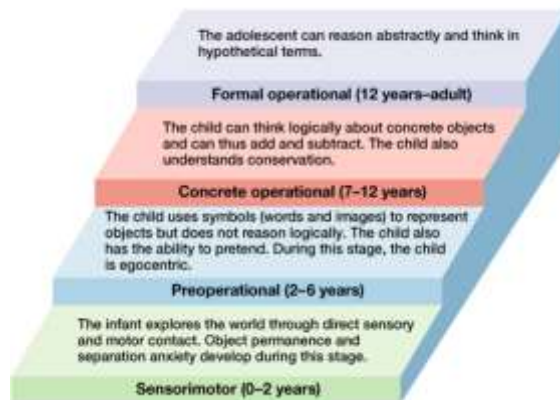 The adolescent can reason abstractly and think in
hypothetical terms.
Formal operational (12 years–adult)
The child can think logically about concrete objects
and can thus add and subtract. The child also
understands conservation.
Concrete operational (7–12 years)
The child uses symbols (words and images) to represent
objects but does not reason logically. The child also
has the ability to pretend. During this stage, the child
is egocentric.
Preoperational (2–6 years)
The infant explores the world through direct sensory
and motor contact. Object permanence and
separation anxiety develop during this stage.
Sensorimotor (0–2 years)